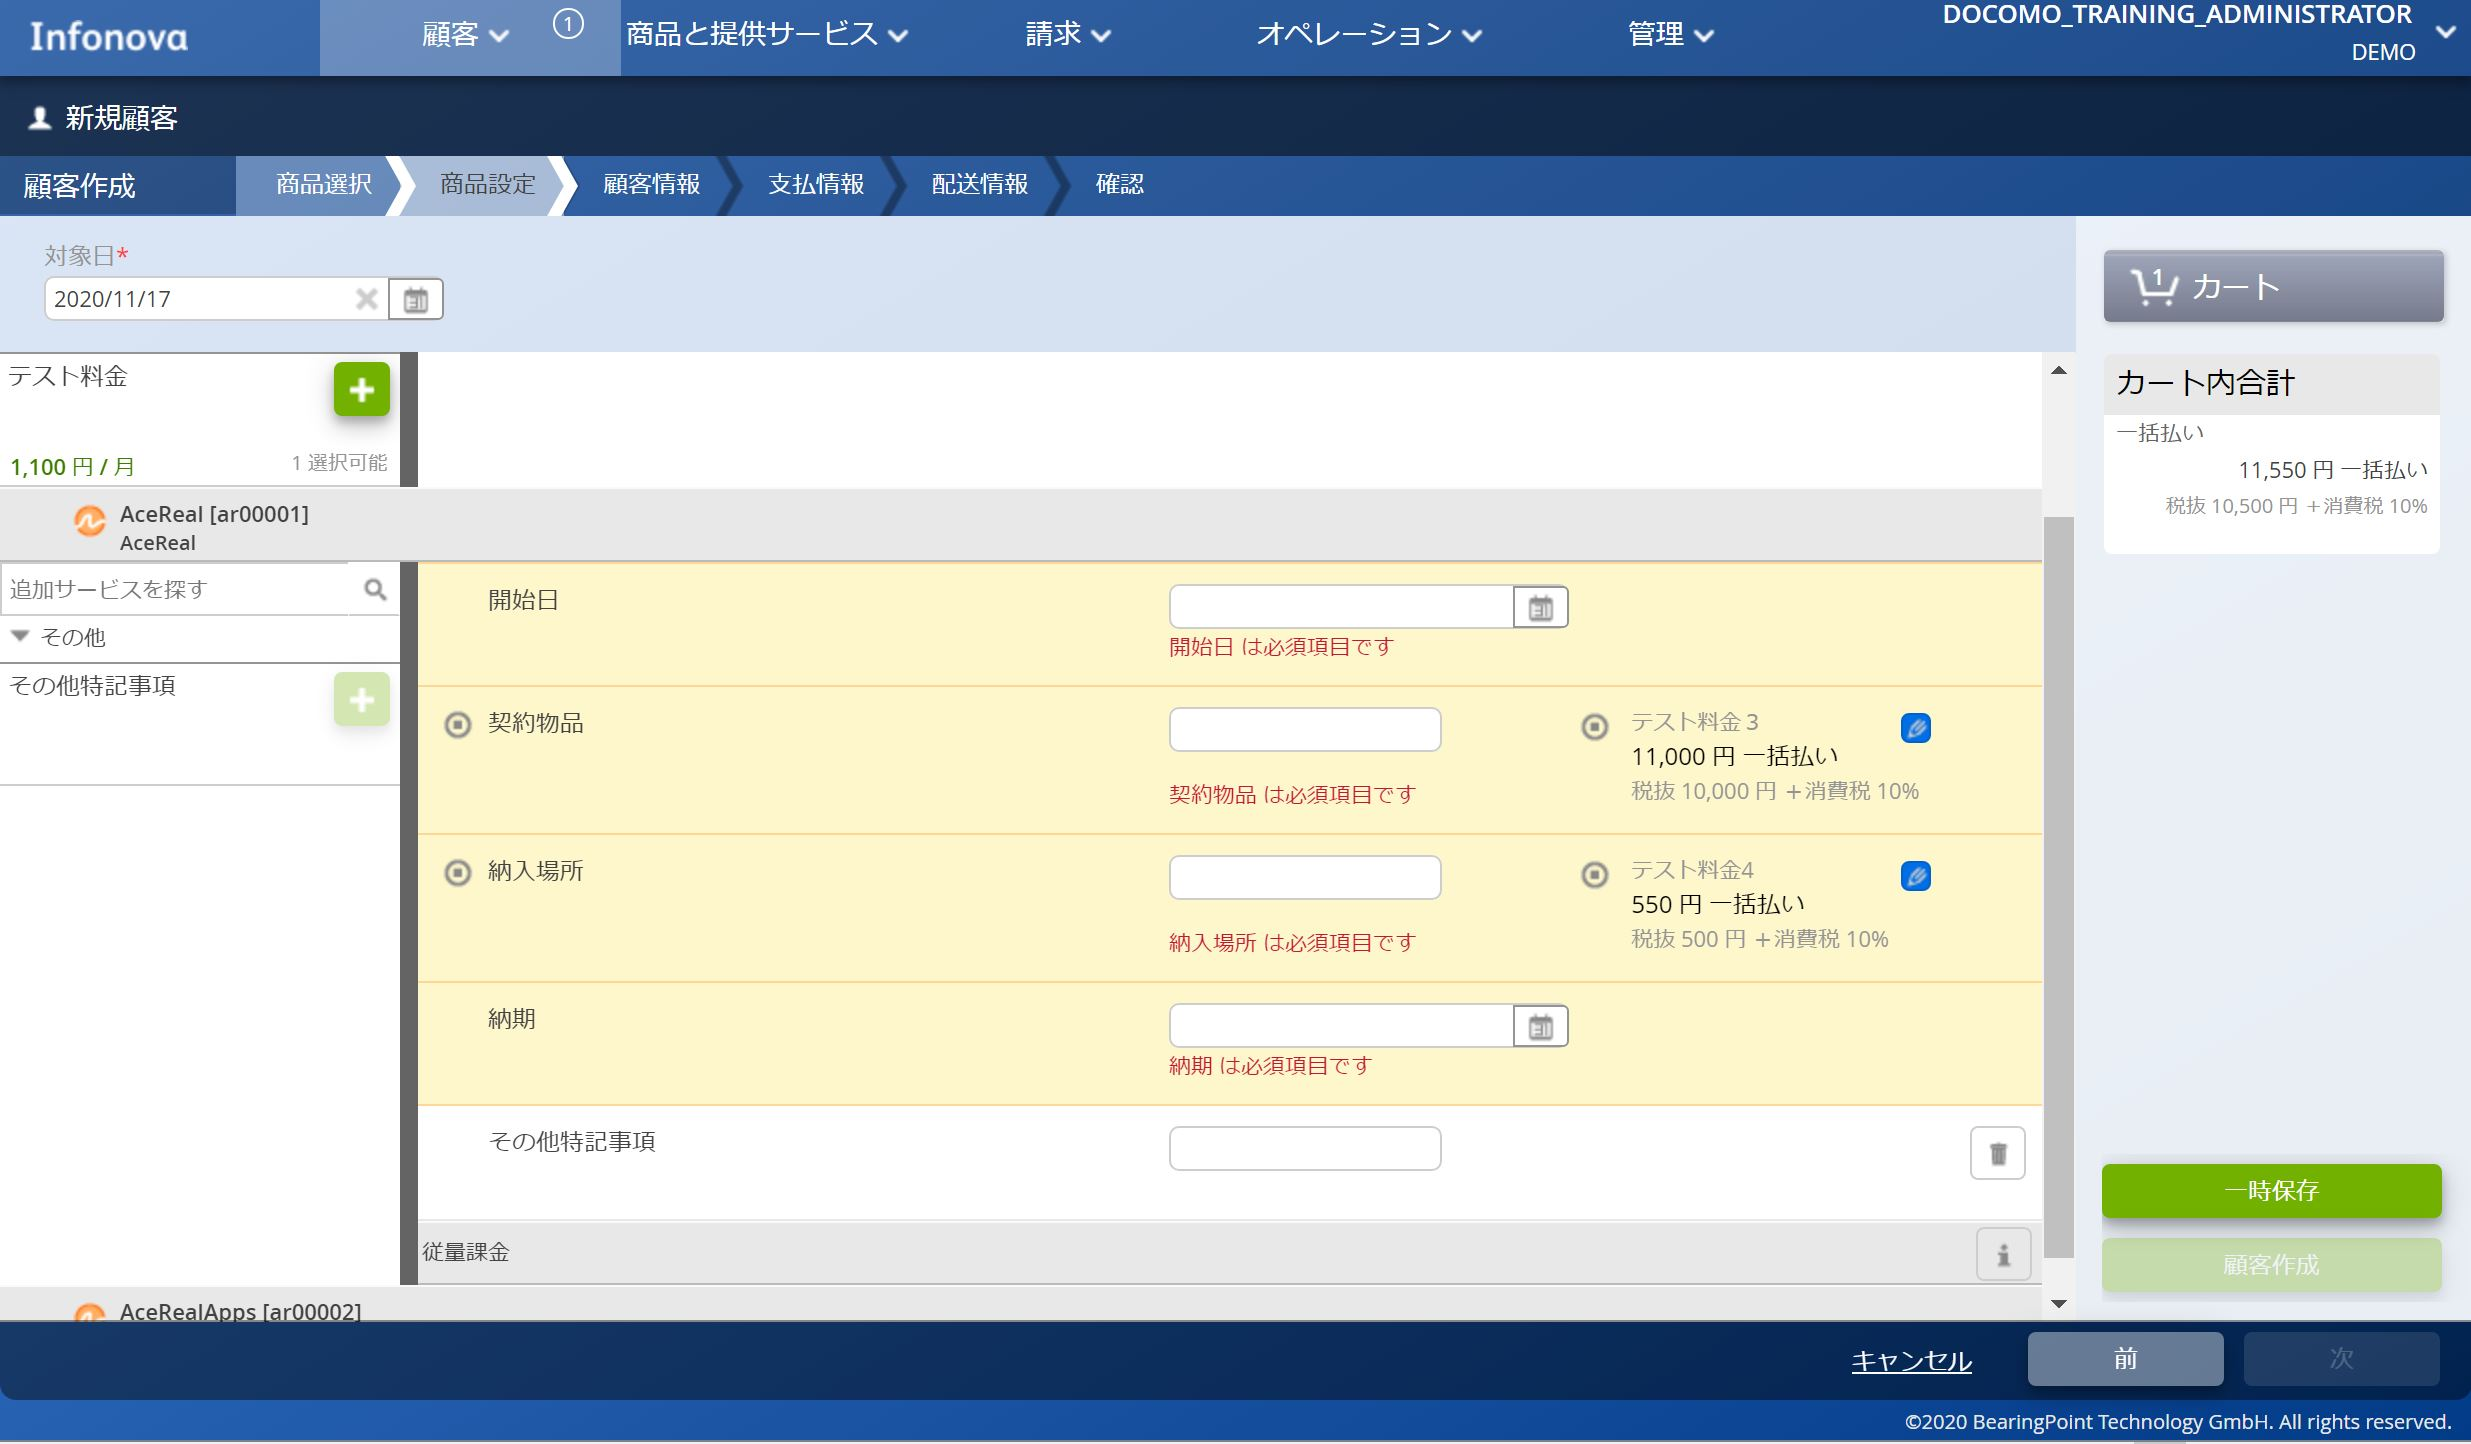 Infonova
顧客
1
商品と提供サービス
請求
オペレーション
管理
DOCOMO_TRAINING_ADMINISTRATOR
DEMO
新規顧客
顧客作成
商品選択
商品設定
顧客情報
支払情報
配送情報
確認
対象日*
2020/11/17
1
カート
カート内合計
一括払い
11,550 円 一括払い
税抜 10,500 円 +消費税 10%
テスト料金
1,100 円 / 月
1 選択可能
AceReal [ar00001]
AceReal
追加サービスを探す
その他
その他特記事項
開始日
開始日 は必須項目です
契約物品
契約物品 は必須項目です
テスト料金３
11,000 円 一括払い
税抜 10,000 円 +消費税 10%
納入場所
納入場所 は必須項目です
テスト料金4
550 円 一括払い
税抜 500 円 +消費税 10%
納期
納期 は必須項目です
その他特記事項
従量課金
AceRealApps [ar00002]
一時保存
顧客作成
キャンセル
前
次
©2020 BearingPoint Technology GmbH. All rights reserved.